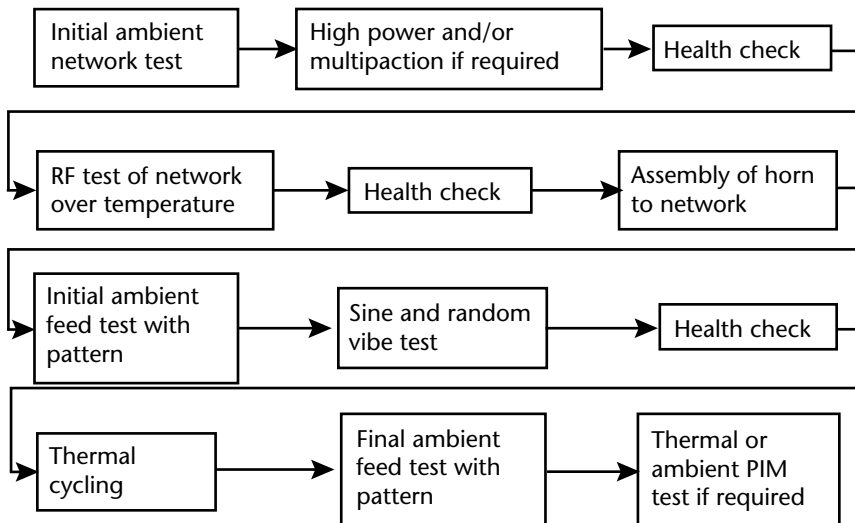 Initial ambient
network test
High power and/or
multipaction if required
Health check
RF test of network
over temperature
Health check
Assembly of horn
to network
Initial ambient
feed test with
pattern
Sine and random
vibe test
Health check
Thermal
cycling
Final ambient
feed test with
pattern
Thermal or
ambient PIM
test if required